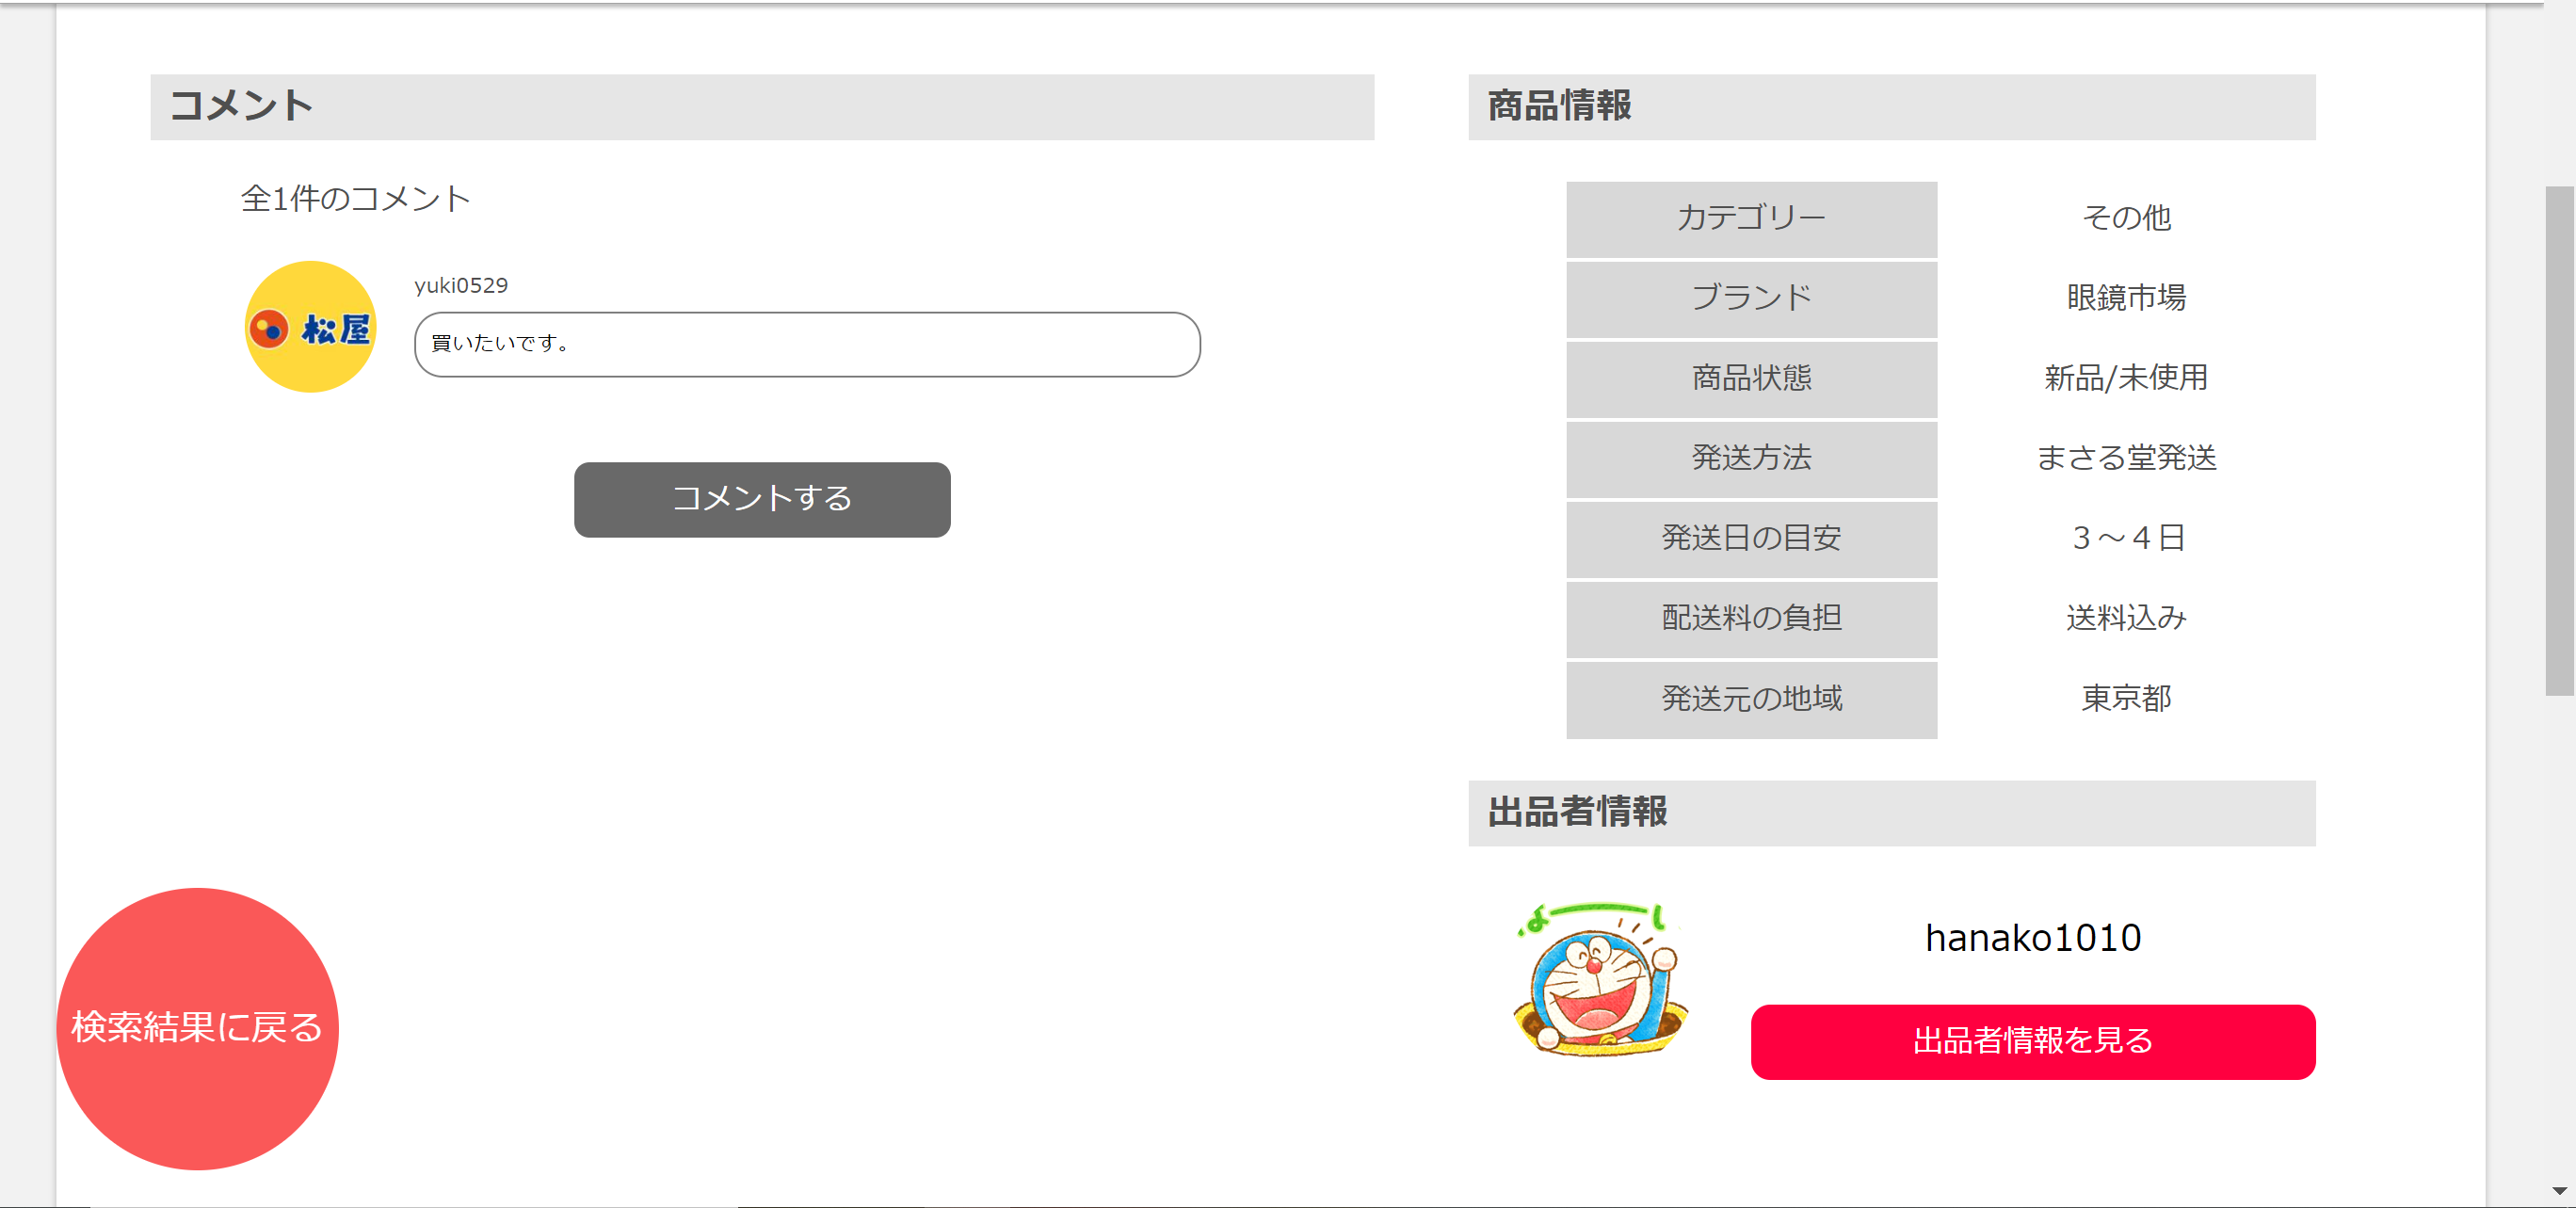 コメント
全1件のコメント
松屋
yuki0529
買いたいです。
コメントする
検索結果に戻る
商品情報
カテゴリー その他
ブランド 眼鏡市場
商品状態 新品/未使用
発送方法 まさる堂発送
発送日の目安 3～4日
配送料の負担 送料込み
発送元の地域 東京都
出品者情報
よーし
hanako1010
出品者情報を見る